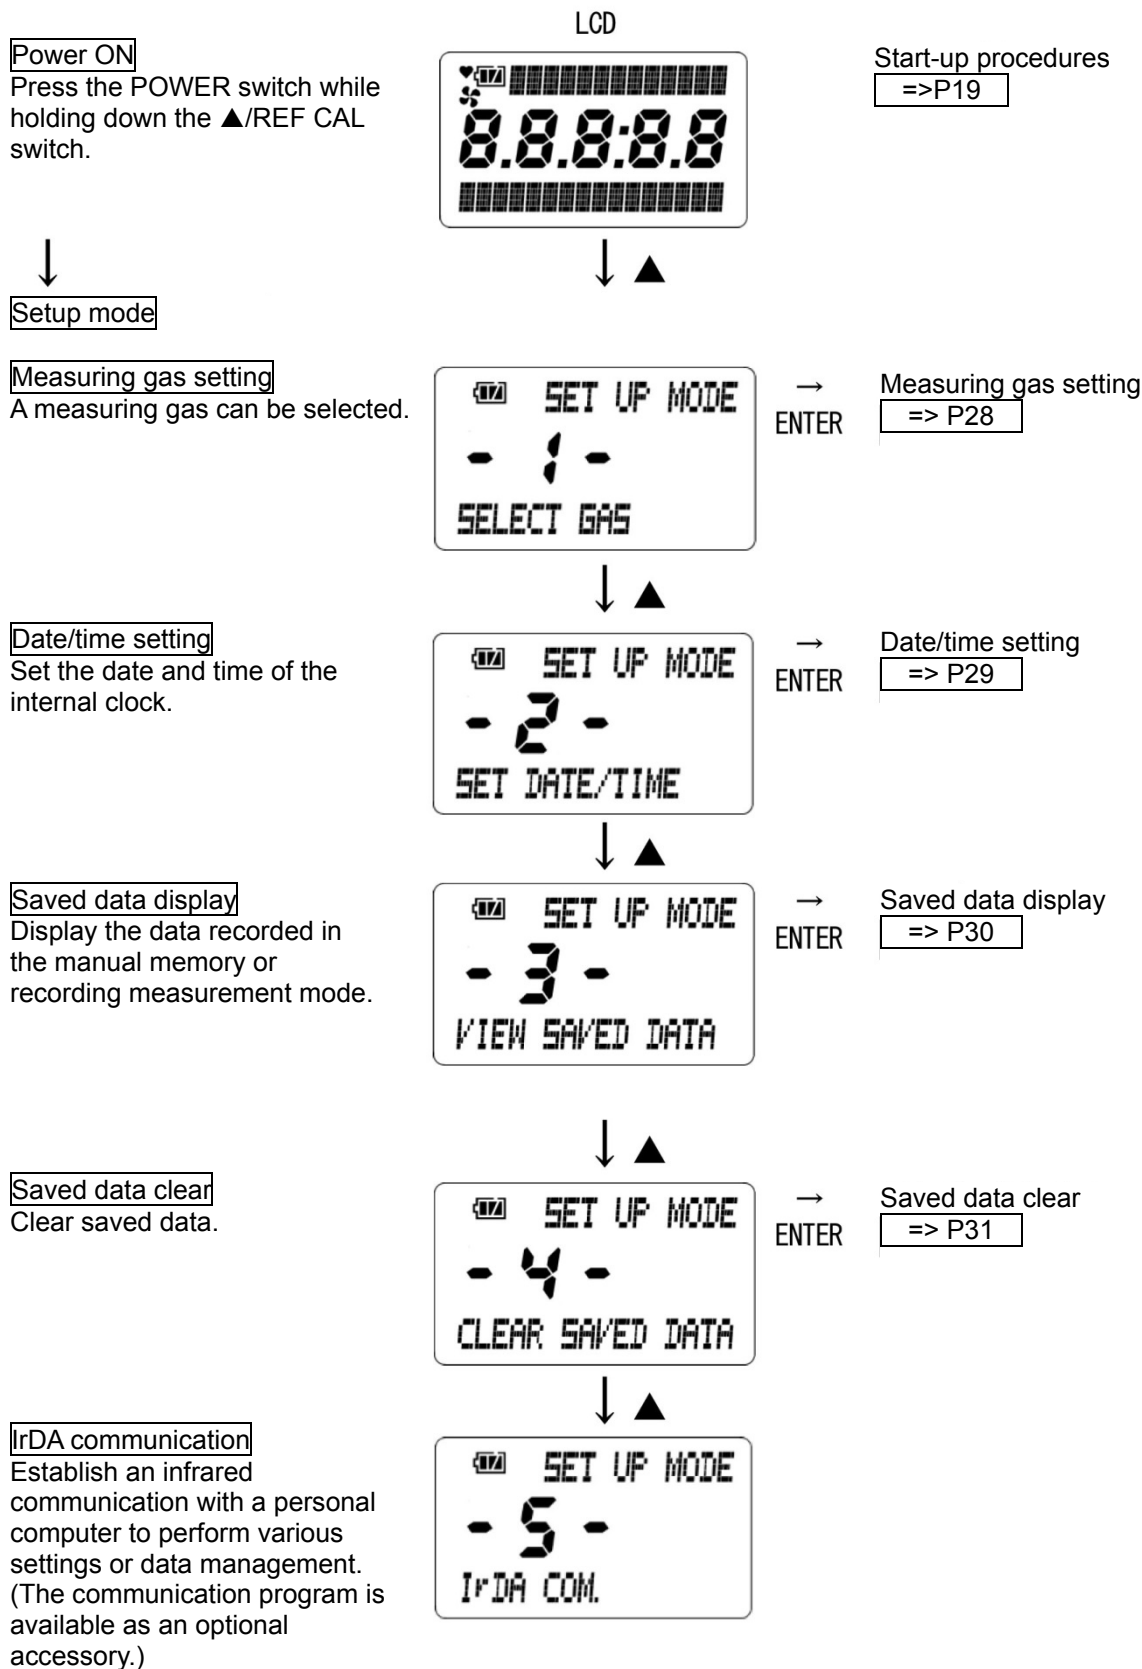 LCD
Power ON
Press the POWER switch while
holding down the ▲/REF CAL
switch.
8.8.8:8.8
Start-up procedures
=>P19
↓
↓ ▲
Setup mode
Measuring gas setting
A measuring gas can be selected.
SET UP MODE
- 1 -
SELECT GAS
→
ENTER
Measuring gas setting
=> P28
↓ ▲
Date/time setting
Set the date and time of the
internal clock.
SET UP MODE
- 2 -
SET DATE/TIME
→
ENTER
Date/time setting
=> P29
↓ ▲
Saved data display
Display the data recorded in
the manual memory or
recording measurement mode.
SET UP MODE
- 3 -
VIEW SAVED DATA
→
ENTER
Saved data display
=> P30
↓ ▲
Saved data clear
Clear saved data.
SET UP MODE
- 4 -
CLEAR SAVED DATA
→
ENTER
Saved data clear
=> P31
↓ ▲
IrDA communication
Establish an infrared
communication with a personal
computer to perform various
settings or data management.
(The communication program is
available as an optional
accessory.)
SET UP MODE
- 5 -
IrDA COM.